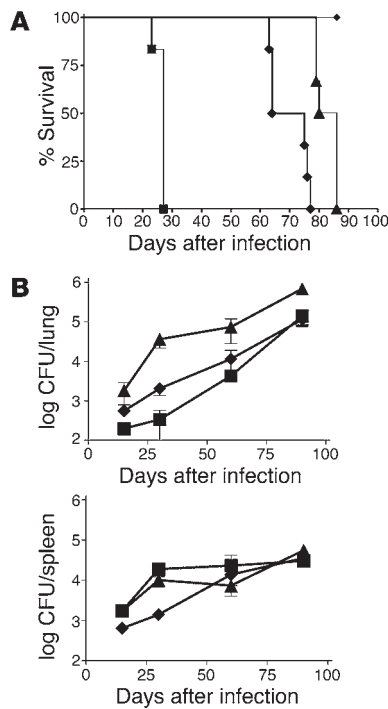 A
% Survival
100
75
50
25
0
0 10 20 30 40 50 60 70 80 90 100
Days after infection
B
log CFU/lung
6
5
4
3
2
0 25 50 75 100
Days after infection
log CFU/spleen
6
5
4
3
2
0 25 50 75 100
Days after infection